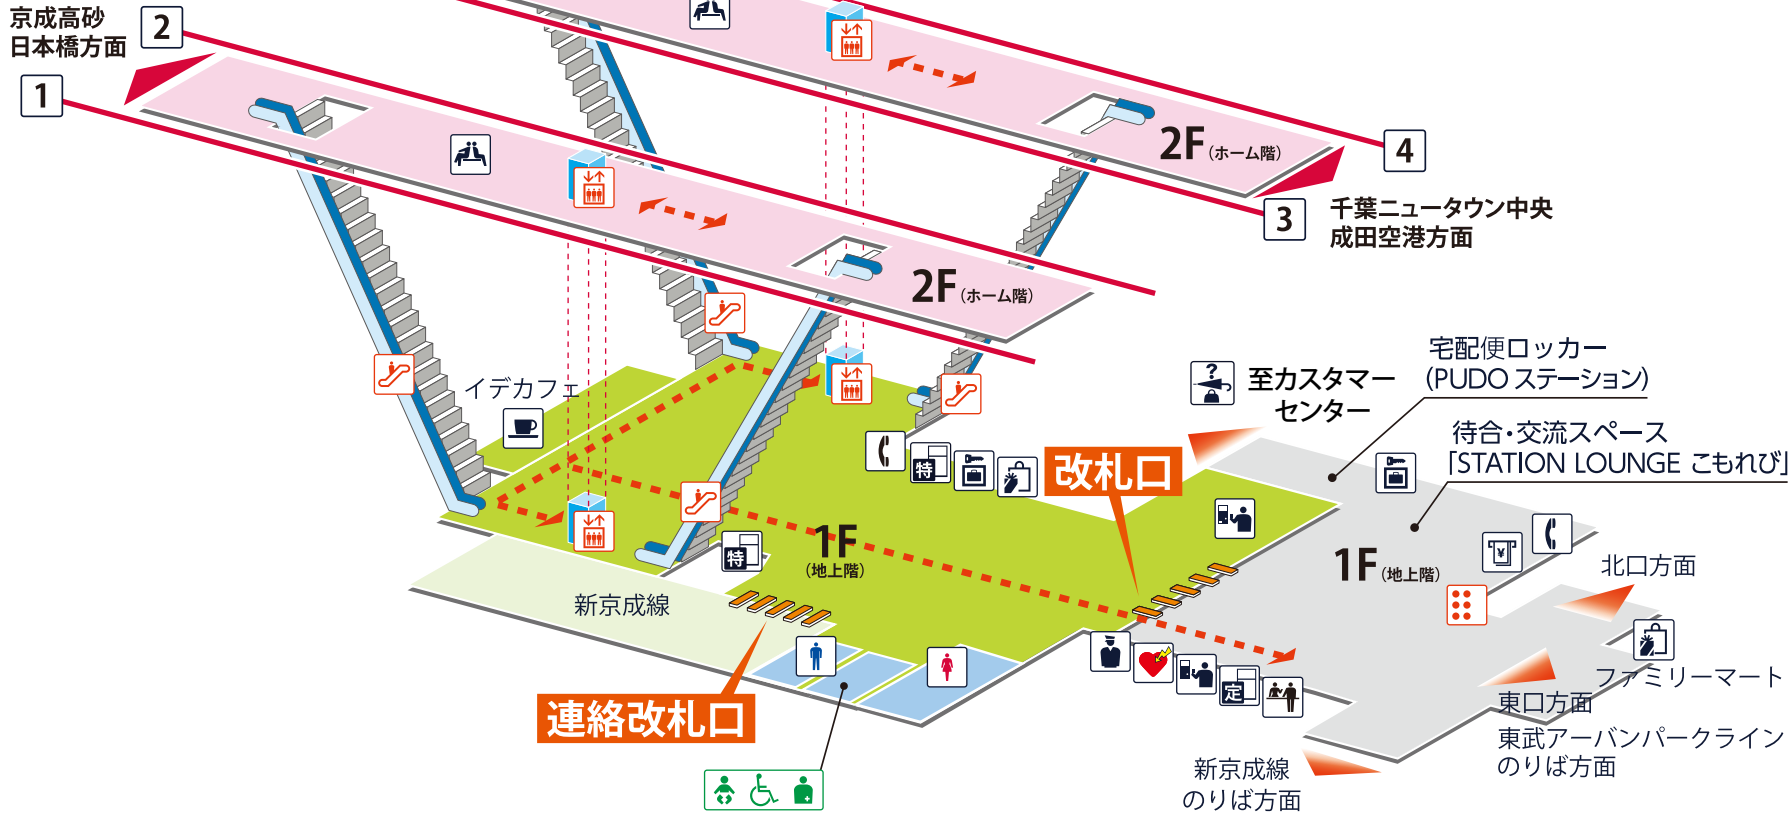 京成高砂
日本橋方面
2
1
4
2F(ホーム階)
3
千葉ニュータウン中央
成田空港方面
2F(ホーム階)
イデカフェ
宅配便ロッカー
(PUDO ステーション)
?
至カスタマー
センター
待合・交流スペース
「STATION LOUNGE こもれび」
特
改札口
特
1F
(地上階)
1F(地上階)
¥
北口方面
新京成線
定
ファミリーマート
東口方面
連絡改札口
東武アーバンパークライン
のりば方面
新京成線
のりば方面